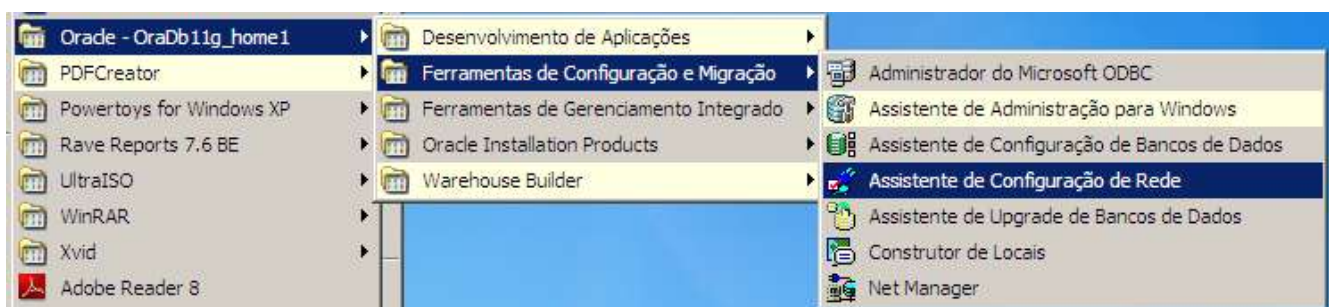 Oracle - OraDb11g_home1
PDFCreator
Powertoys for Windows XP
Rave Reports 7.6 BE
UltraISO
WinRAR
Xvid
Adobe Reader 8
Desenvolvimento de Aplicações
Ferramentas de Configuração e Migração
Ferramentas de Gerenciamento Integrado
Oracle Installation Products
Warehouse Builder
Administrador do Microsoft ODBC
Assistente de Administração para Windows
Assistente de Configuração de Bancos de Dados
Assistente de Configuração de Rede
Assistente de Upgrade de Bancos de Dados
Construtor de Locais
Net Manager